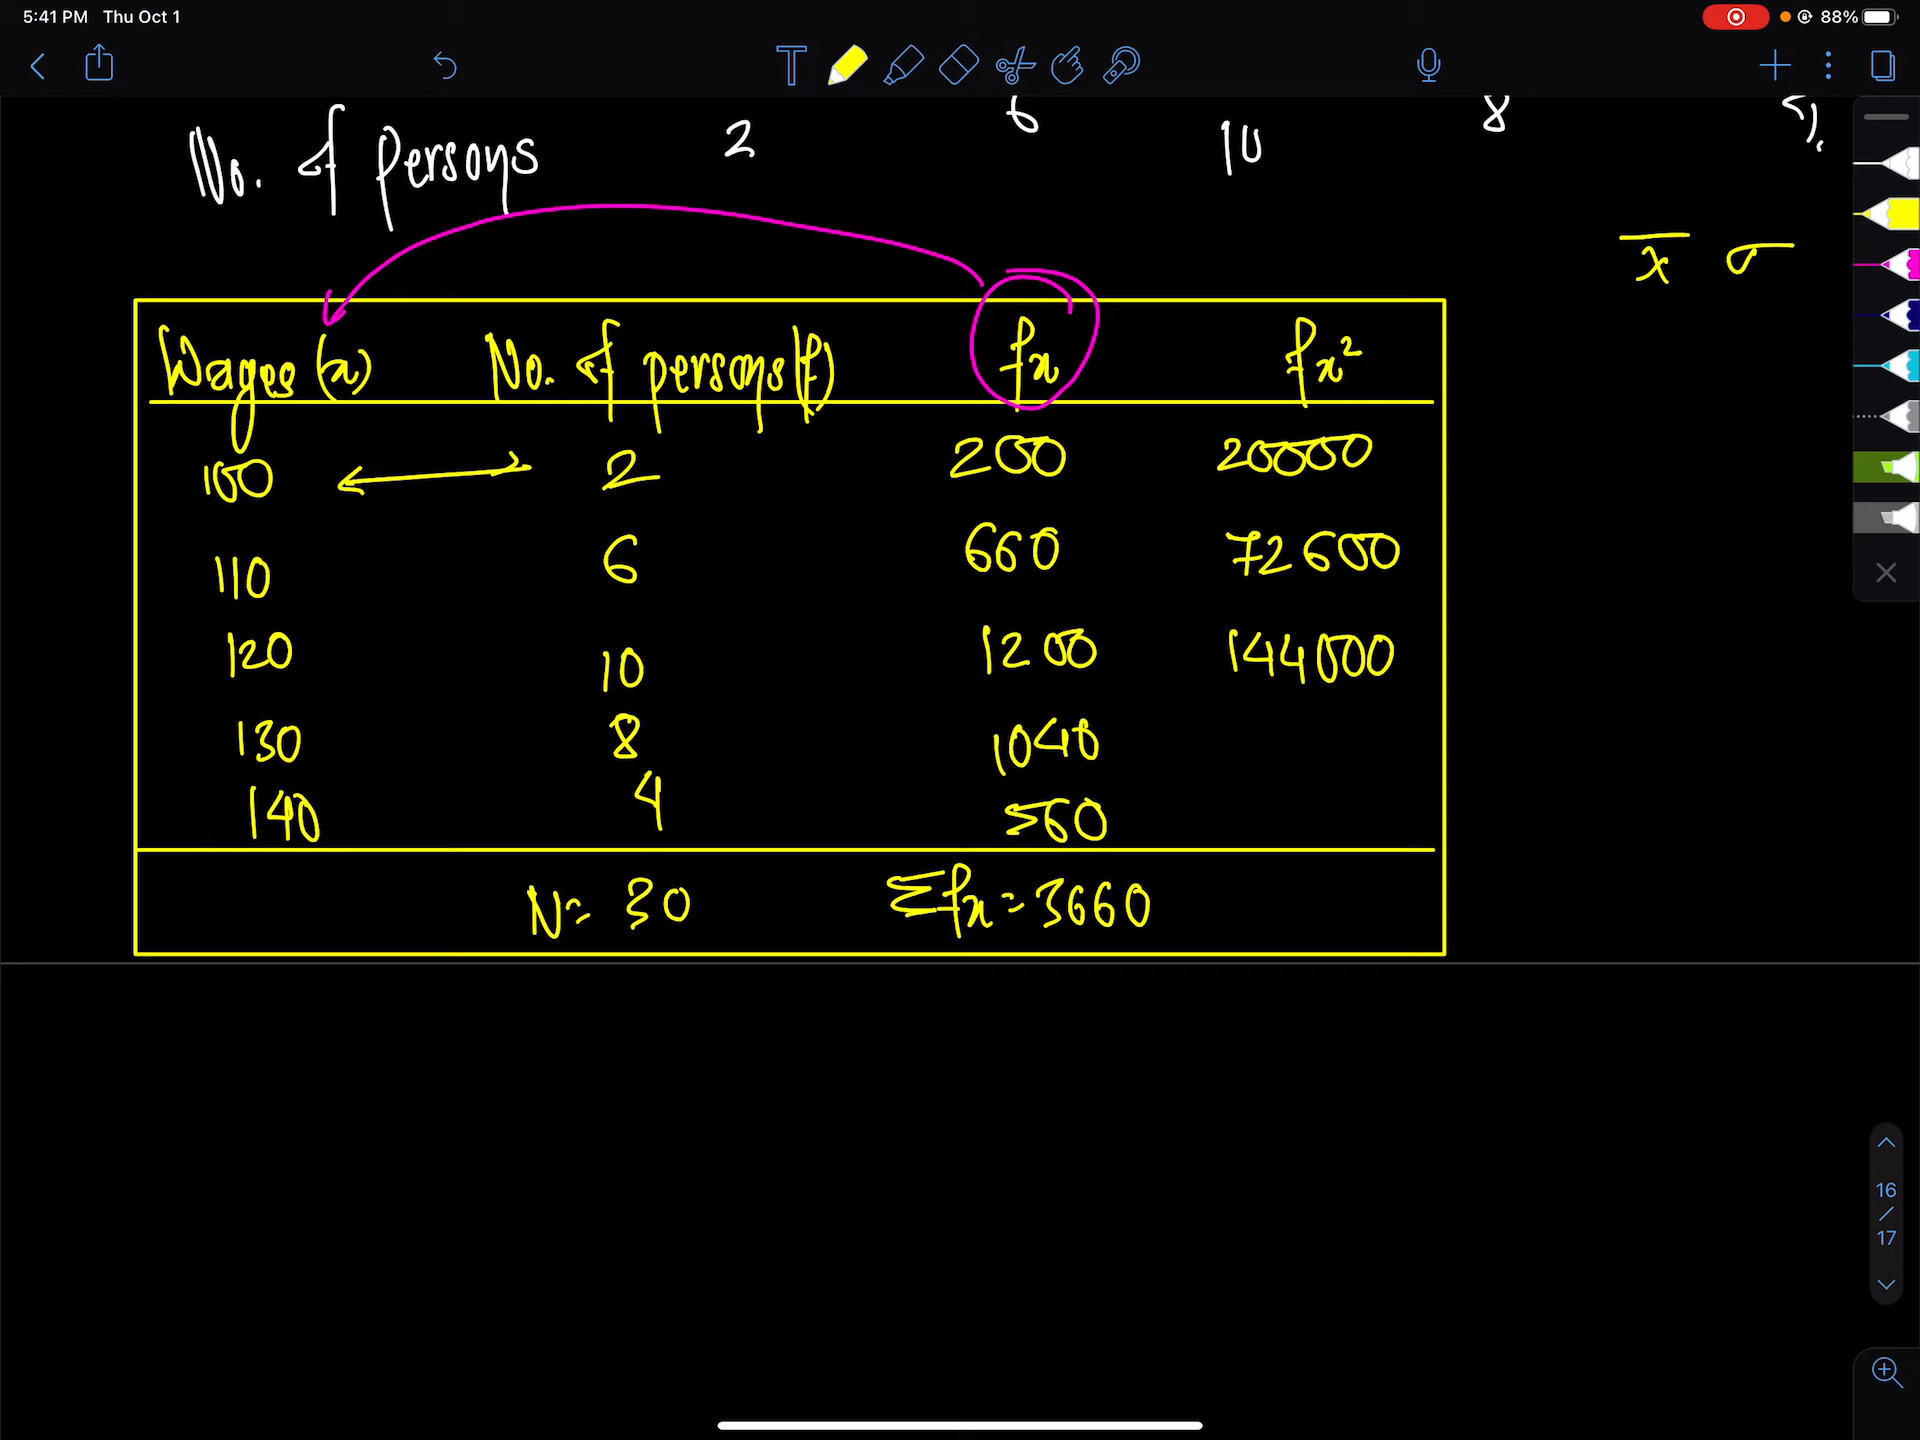 5:41 PM Thu Oct 1
88%
No. of persons 2 6 10 8
x̄ σ
Wages (x) No. of persons (f) fx fx²
100 2 200 20000
110 6 660 72600
120 10 1200 144000
130 8 1040
140 4 560
N = 30 Σfx = 3660
16
/
17